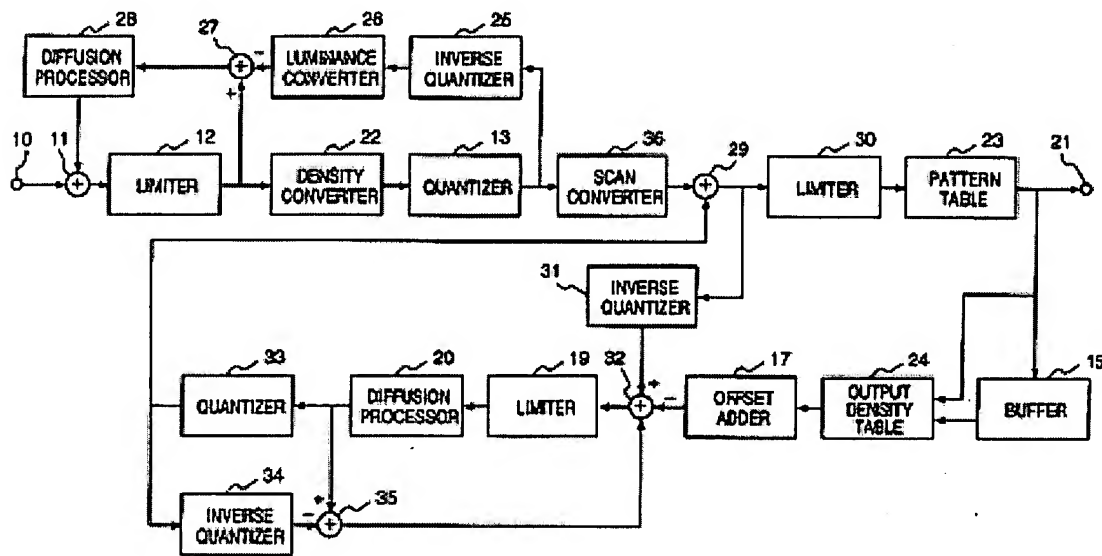 28
DIFFUSION
PROCESSOR
27
−
+
26
LUMINANCE
CONVERTER
25
INVERSE
QUANTIZER
10
11
+
12
LIMITER
+
22
DENSITY
CONVERTER
13
QUANTIZER
36
SCAN
CONVERTER
29
+
30
LIMITER
23
PATTERN
TABLE
21
31
INVERSE
QUANTIZER
33
QUANTIZER
20
DIFFUSION
PROCESSOR
19
LIMITER
32
+
+
−
17
OFFSET
ADDER
24
OUTPUT
DENSITY
TABLE
15
BUFFER
34
INVERSE
QUANTIZER
+
−
+
35